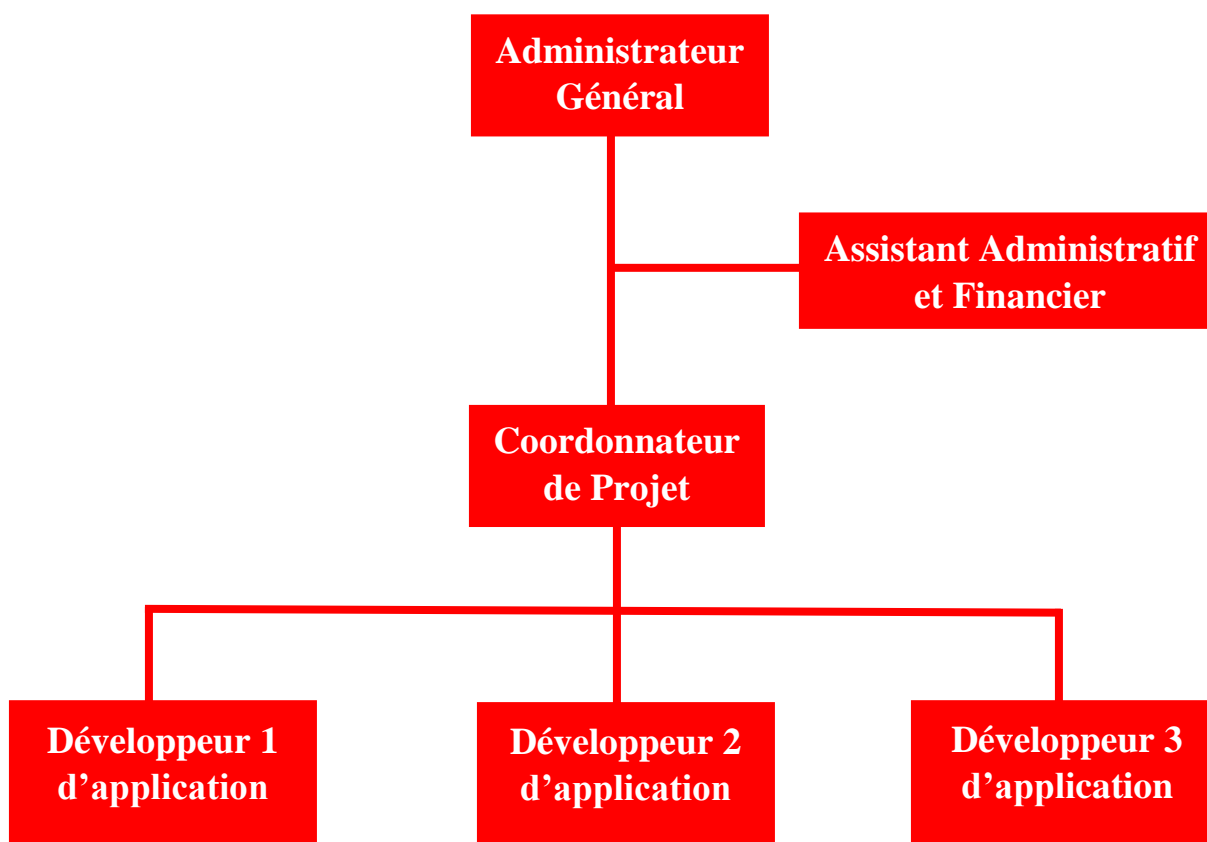 Administrateur
Général
Assistant Administratif
et Financier
Coordonnateur
de Projet
Développeur 1
d’application
Développeur 2
d’application
Développeur 3
d’application